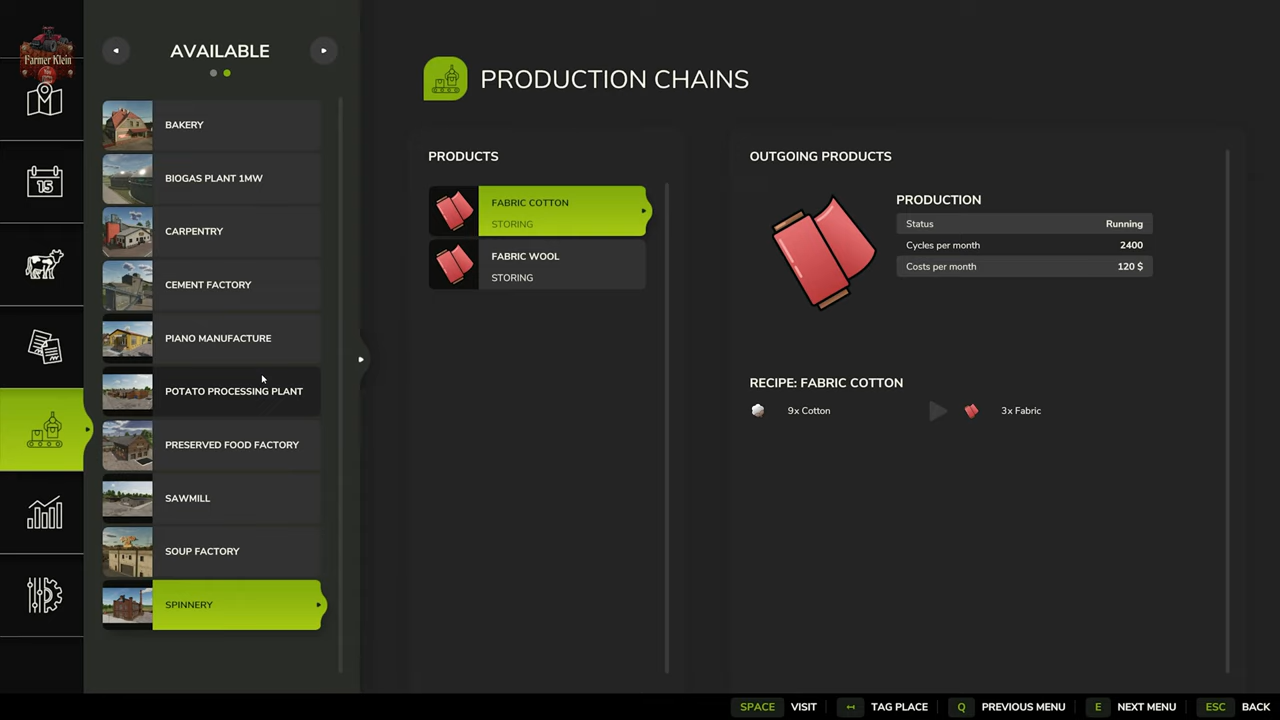 Farmer Klein
15
AVAILABLE
BAKERY
BIOGAS PLANT 1MW
CARPENTRY
CEMENT FACTORY
PIANO MANUFACTURE
POTATO PROCESSING PLANT
PRESERVED FOOD FACTORY
SAWMILL
SOUP FACTORY
SPINNERY
PRODUCTION CHAINS
PRODUCTS
FABRIC COTTON
STORING
FABRIC WOOL
STORING
OUTGOING PRODUCTS
PRODUCTION
Status Running
Cycles per month 2400
Costs per month 120 $
RECIPE: FABRIC COTTON
9x Cotton 3x Fabric
SPACE VISIT TAG PLACE Q PREVIOUS MENU E NEXT MENU ESC BACK